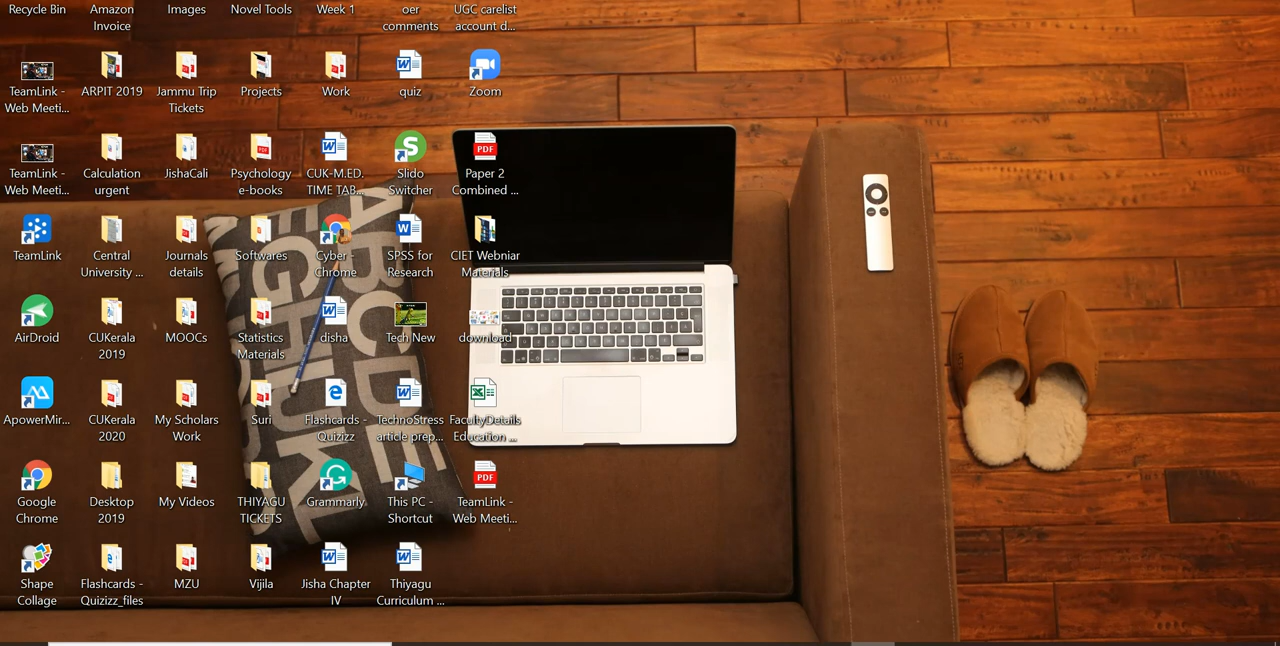 Recycle Bin
Amazon
Invoice
Images
Novel Tools
Week 1
oer
comments
UGC carelist
account d...
TeamLink -
Web Meeti...
ARPIT 2019
Jammu Trip
Tickets
Projects
Work
quiz
Zoom
TeamLink -
Web Meeti...
Calculation
urgent
JishaCali
Psychology
e-books
CUK-M.ED.
TIME TAB...
Slido
Switcher
Paper 2
Combined ...
TeamLink
Central
University ...
Journals
details
Softwares
Cyber -
Chrome
SPSS for
Research
CIET Webniar
Materials
AirDroid
CUKerala
2019
MOOCs
Statistics
Materials
disha
Tech New
download
ApowerMir...
CUKerala
2020
My Scholars
Work
Suri
Flashcards -
Quizizz
TechnoStress
article prep...
FacultyDetails
Education ...
Google
Chrome
Desktop
2019
My Videos
THIYAGU
TICKETS
Grammarly
This PC -
Shortcut
TeamLink -
Web Meeti...
Shape
Collage
Flashcards -
Quizizz_files
MZU
Vijila
Jisha Chapter
IV
Thiyagu
Curriculum ...
PDF
PDF
PDF
ABCD